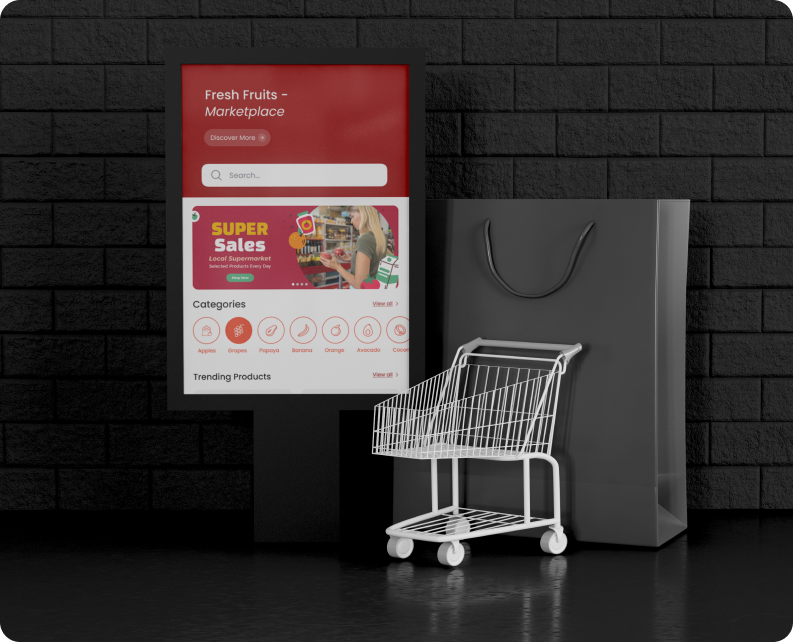 Fresh Fruits -
Marketplace
Discover More
Search...
SUPER
Sales
Local Supermarket
Selected Products Every Day
Shop Now
Categories
View all
Apples
Grapes
Papaya
Banana
Orange
Avocado
Cocon
Trending Products
View all